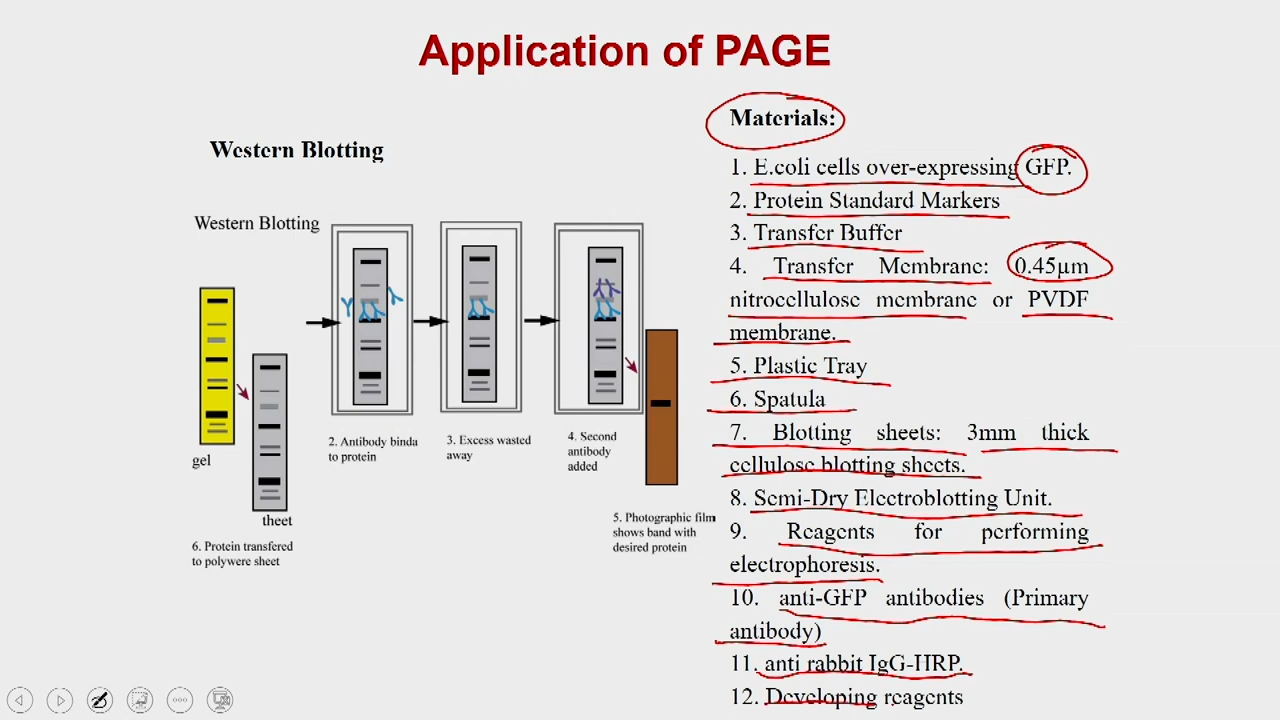 Application of PAGE
Western Blotting
Western Blotting
gel
theet
6. Protein transfered
to polywere sheet
2. Antibody binda
to protein
3. Excess wasted
away
4. Second
antibody
added
5. Photographic film
shows band with
desired protein
Materials:
1. E.coli cells over-expressing GFP.
2. Protein Standard Markers
3. Transfer Buffer
4. Transfer Membrane: 0.45µm
nitrocellulose membrane or PVDF
membrane.
5. Plastic Tray
6. Spatula
7. Blotting sheets: 3mm thick
cellulose blotting sheets.
8. Semi-Dry Electroblotting Unit.
9. Reagents for performing
electrophoresis.
10. anti-GFP antibodies (Primary
antibody)
11. anti rabbit IgG-HRP.
12. Developing reagents